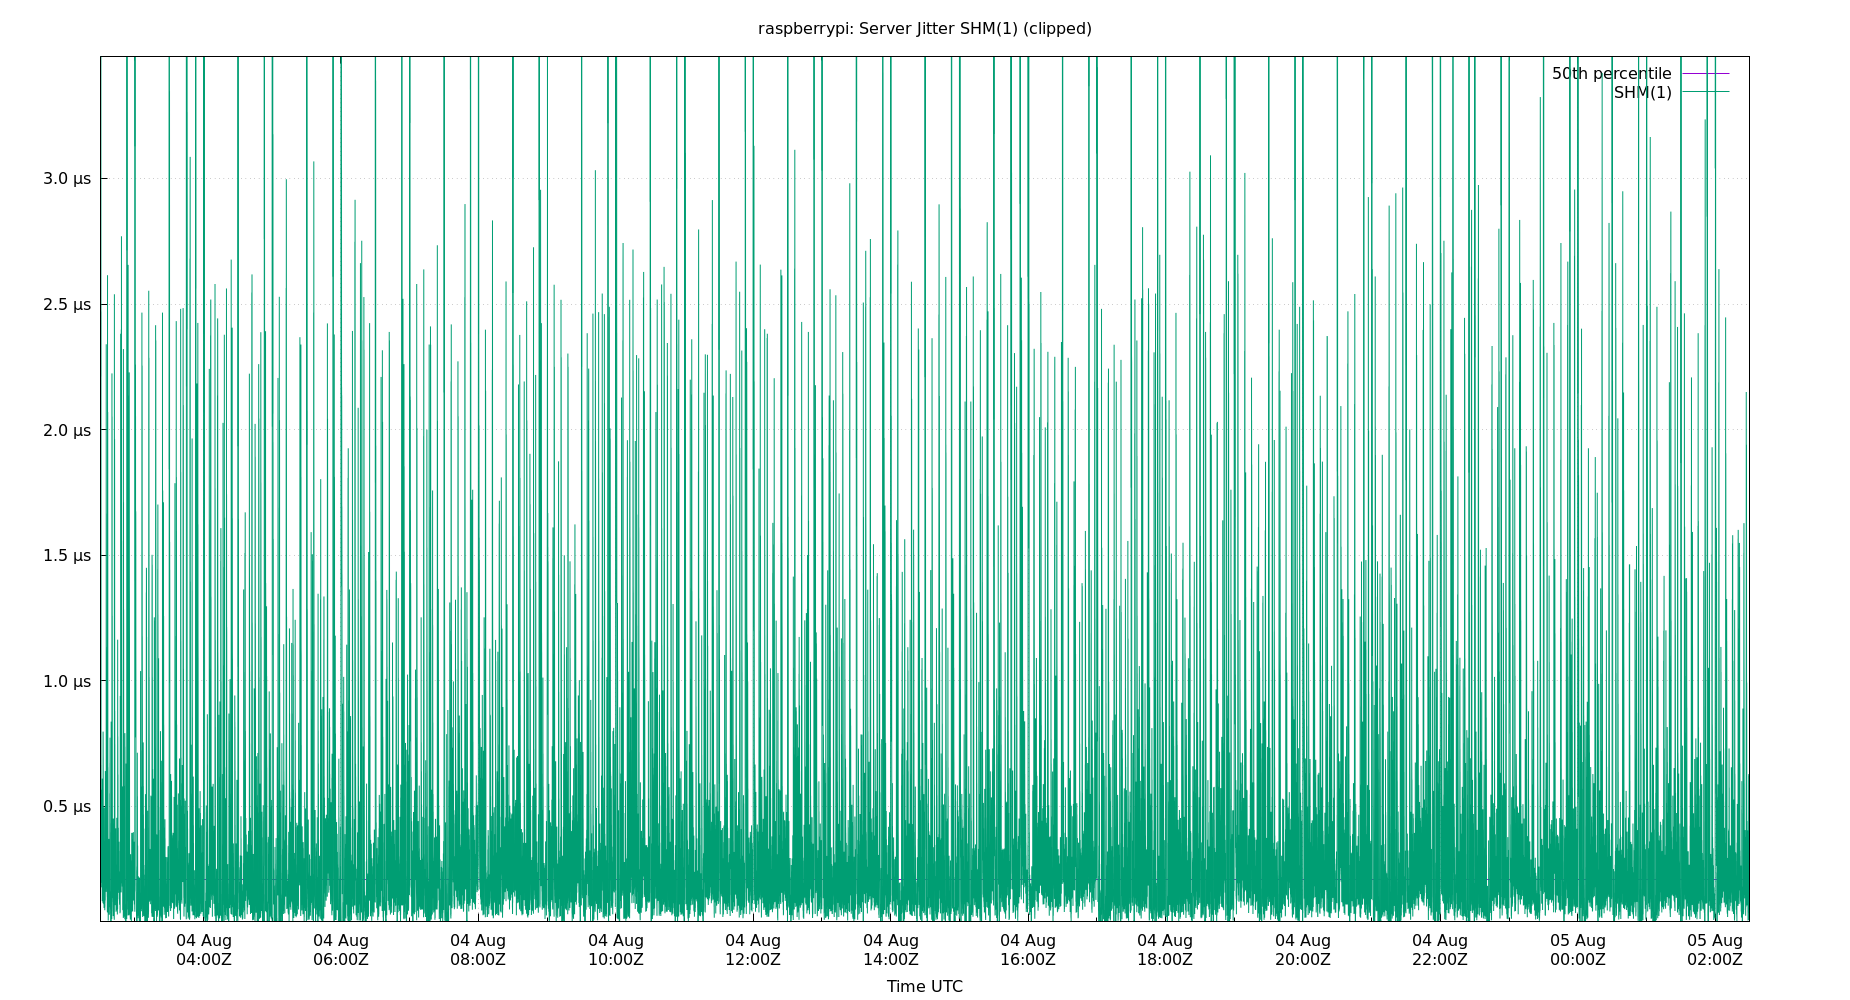 raspberrypi: Server Jitter SHM(1) (clipped)
50th percentile
SHM(1)
3.0 µs
2.5 µs
2.0 µs
1.5 µs
1.0 µs
0.5 µs
04 Aug 04 Aug 04 Aug 04 Aug 04 Aug 04 Aug 04 Aug 04 Aug 04 Aug 04 Aug 05 Aug 05 Aug
04:00Z 06:00Z 08:00Z 10:00Z 12:00Z 14:00Z 16:00Z 18:00Z 20:00Z 22:00Z 00:00Z 02:00Z
Time UTC